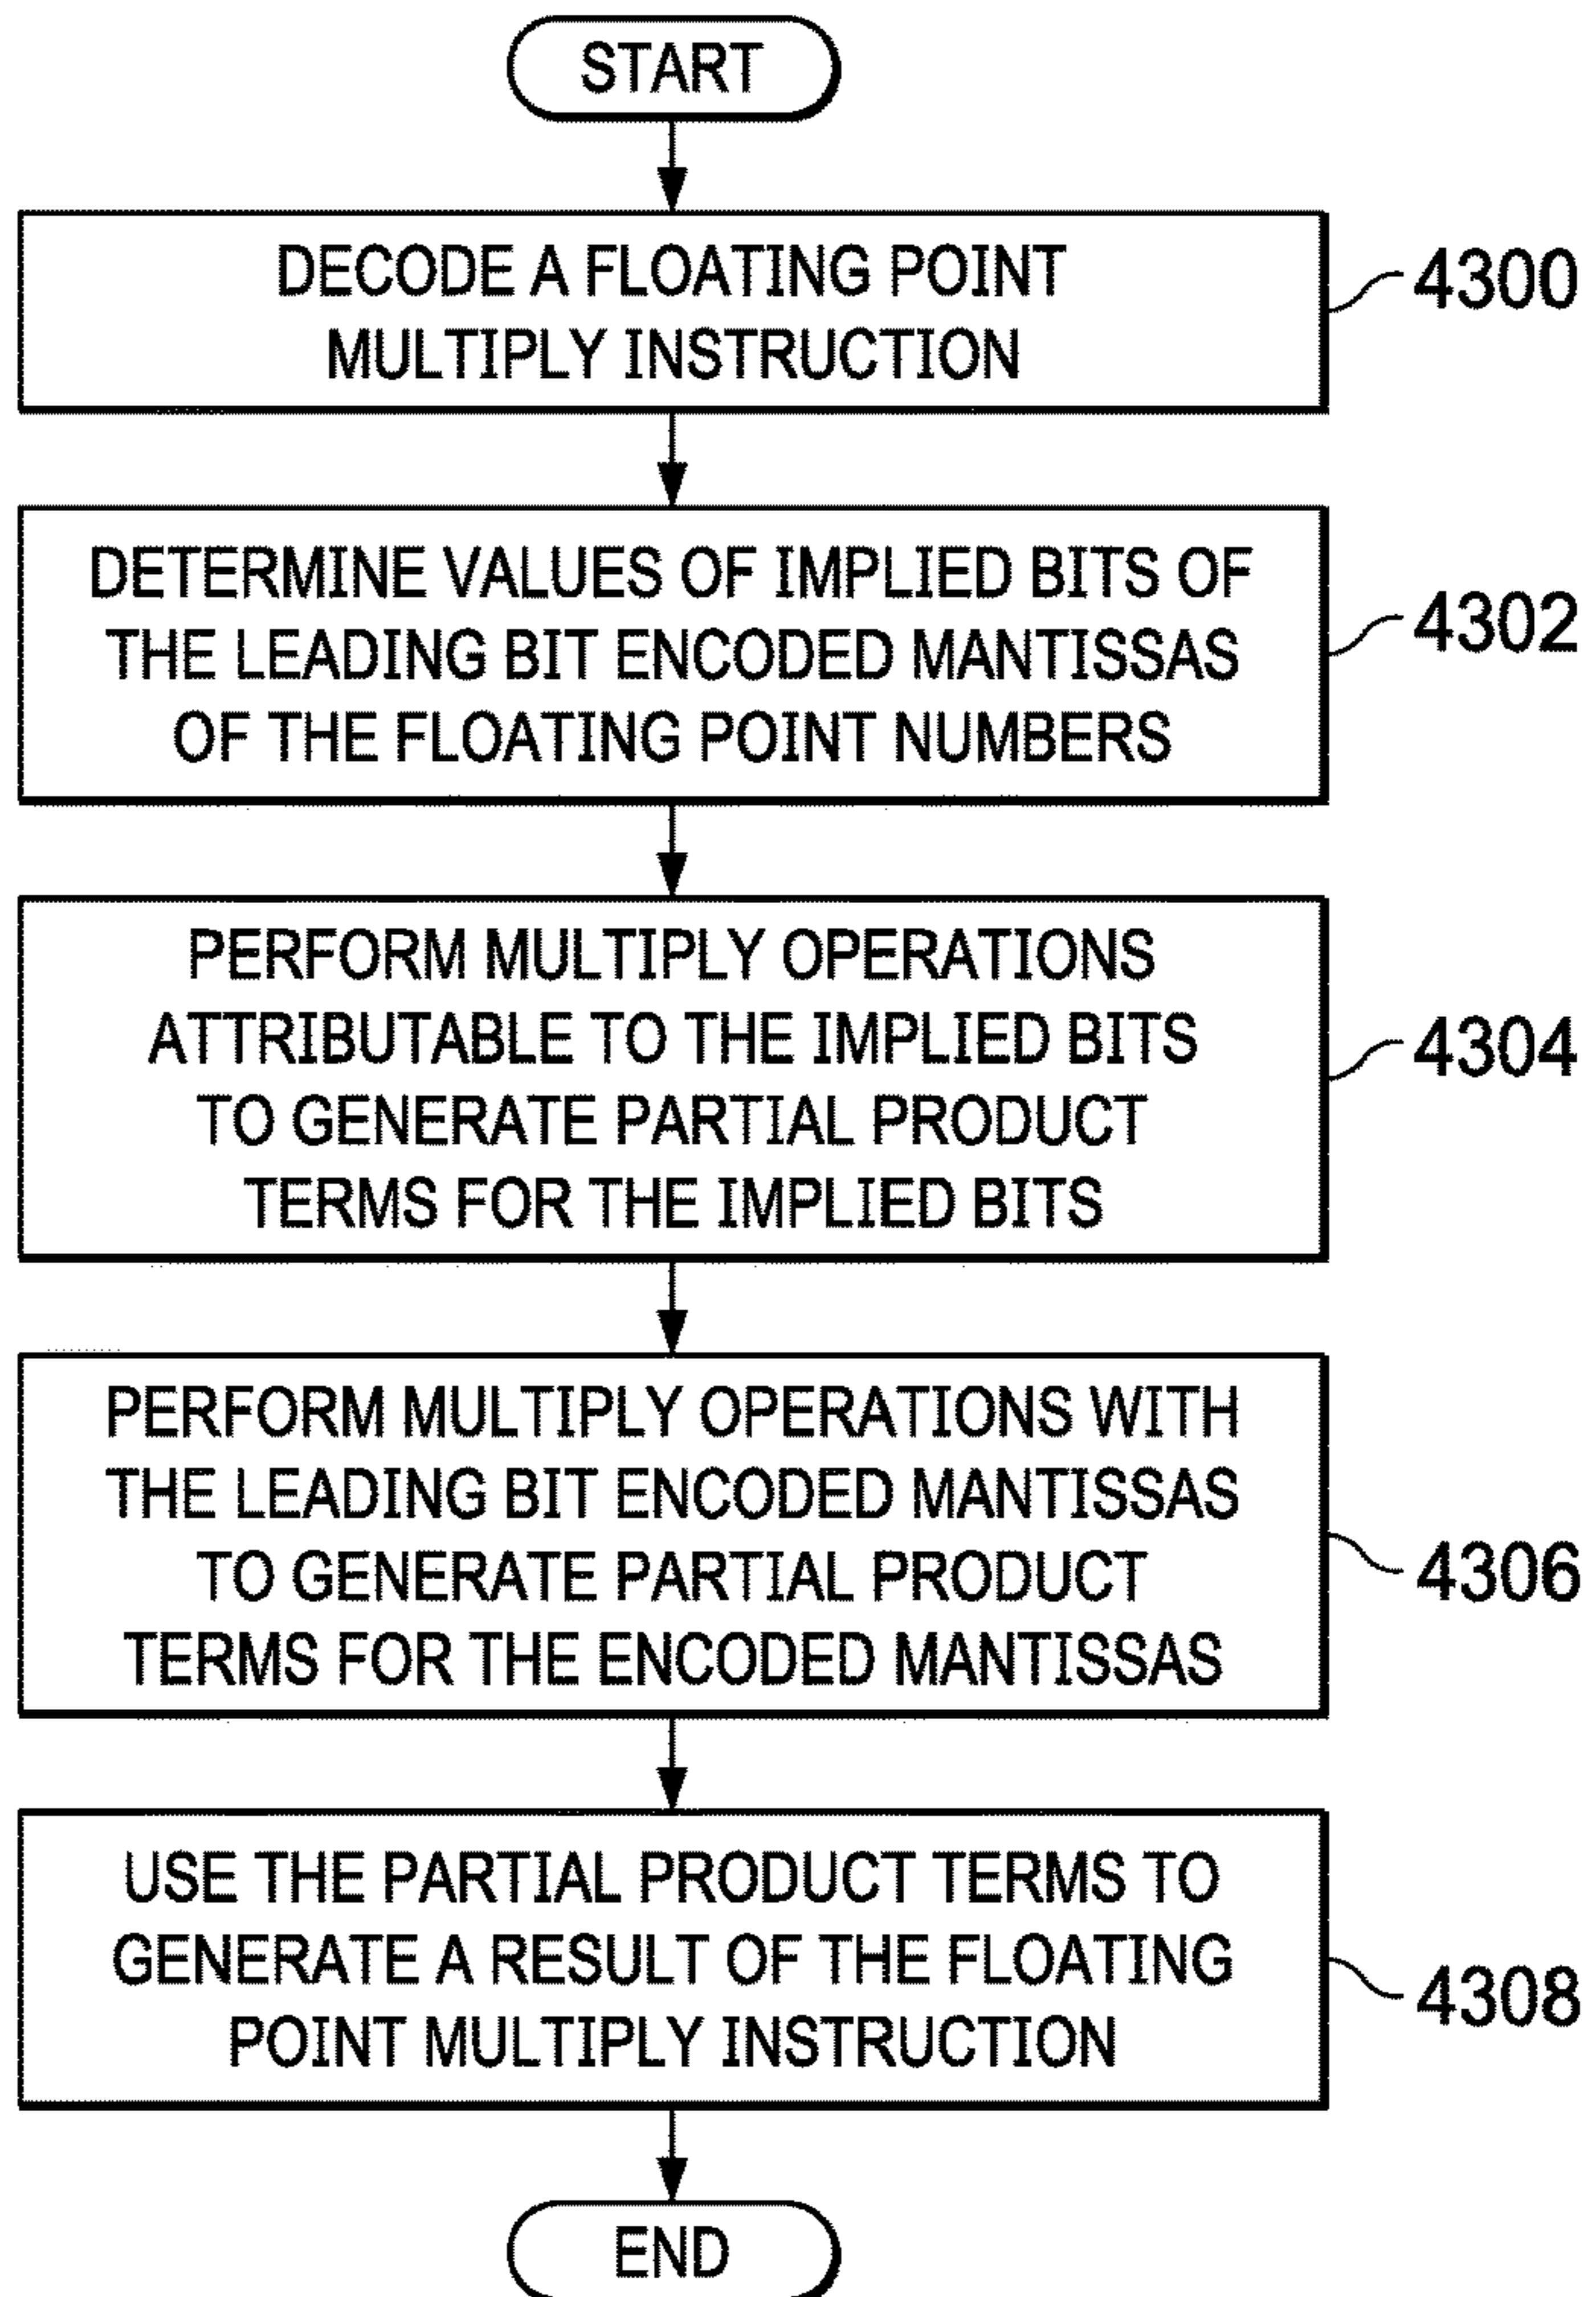 START
DECODE A FLOATING POINT
MULTIPLY INSTRUCTION
4300
DETERMINE VALUES OF IMPLIED BITS OF
THE LEADING BIT ENCODED MANTISSAS
OF THE FLOATING POINT NUMBERS
4302
PERFORM MULTIPLY OPERATIONS
ATTRIBUTABLE TO THE IMPLIED BITS
TO GENERATE PARTIAL PRODUCT
TERMS FOR THE IMPLIED BITS
4304
PERFORM MULTIPLY OPERATIONS WITH
THE LEADING BIT ENCODED MANTISSAS
TO GENERATE PARTIAL PRODUCT
TERMS FOR THE ENCODED MANTISSAS
4306
USE THE PARTIAL PRODUCT TERMS TO
GENERATE A RESULT OF THE FLOATING
POINT MULTIPLY INSTRUCTION
4308
END